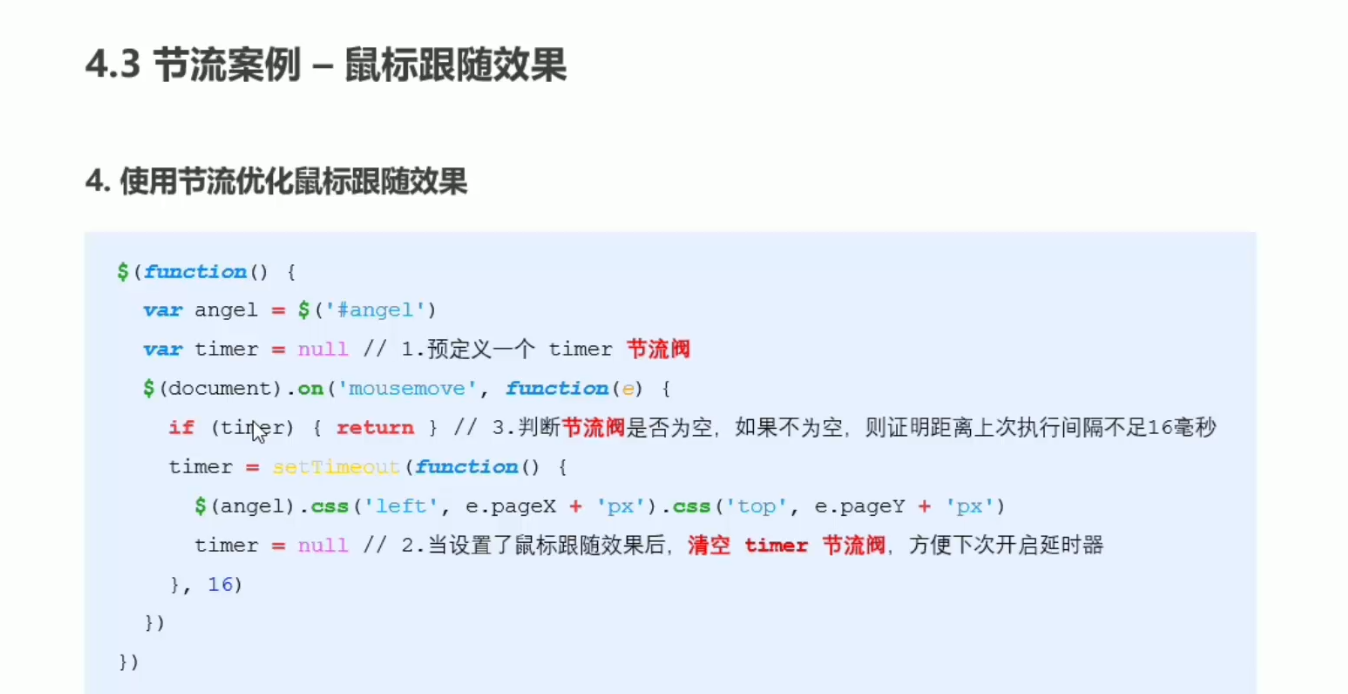 4.3 节流案例 – 鼠标跟随效果
4. 使用节流优化鼠标跟随效果
$(function() {
var angel = $('#angel')
var timer = null // 1.预定义一个 timer 节流阀
$(document).on('mousemove', function(e) {
if (timer) { return } // 3.判断节流阀是否为空，如果不为空，则证明距离上次执行间隔不足16毫秒
timer = setTimeout(function() {
$(angel).css('left', e.pageX + 'px').css('top', e.pageY + 'px')
timer = null // 2.当设置了鼠标跟随效果后，清空 timer 节流阀，方便下次开启延时器
}, 16)
})
})